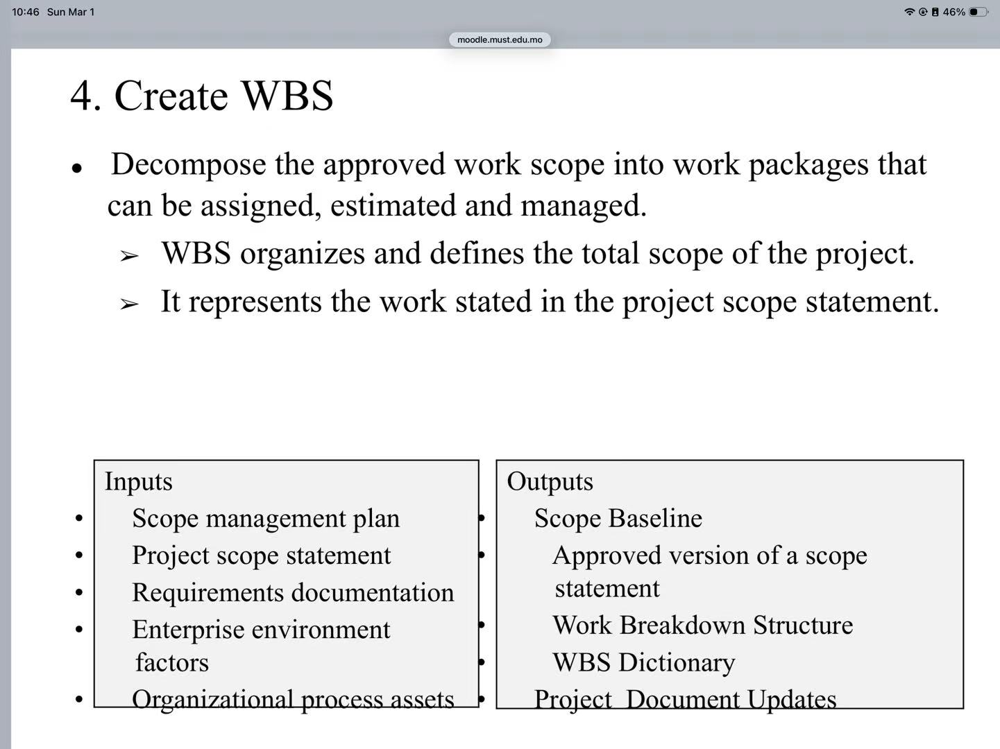 10:46 Sun Mar 1
46%
moodle.must.edu.mo
4. Create WBS
• Decompose the approved work scope into work packages that
can be assigned, estimated and managed.
➢ WBS organizes and defines the total scope of the project.
➢ It represents the work stated in the project scope statement.
Inputs
• Scope management plan
• Project scope statement
• Requirements documentation
• Enterprise environment
factors
• Organizational process assets
Outputs
• Scope Baseline
• Approved version of a scope
statement
• Work Breakdown Structure
• WBS Dictionary
• Project Document Updates